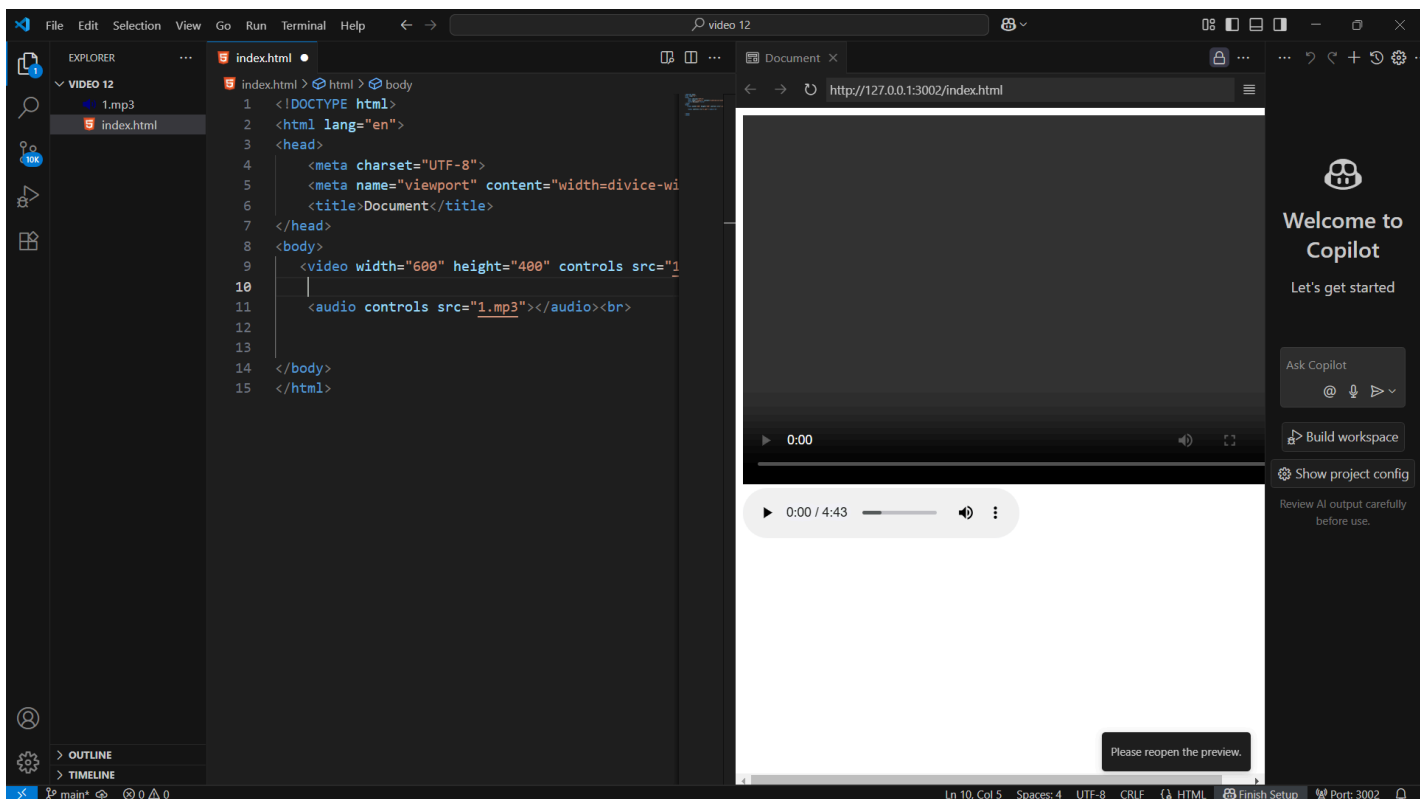 File Edit Selection View Go Run Terminal Help
video 12
EXPLORER
VIDEO 12
1.mp3
index.html
1
10K
OUTLINE
TIMELINE
index.html
index.html > html > body
1 <!DOCTYPE html>
2 <html lang="en">
3 <head>
4 <meta charset="UTF-8">
5 <meta name="viewport" content="width=divice-wi
6 <title>Document</title>
7 </head>
8 <body>
9 <video width="600" height="400" controls src="1
10
11 <audio controls src="1.mp3"></audio><br>
12
13
14 </body>
15 </html>
Document
http://127.0.0.1:3002/index.html
0:00
0:00 / 4:43
Please reopen the preview.
Welcome to
Copilot
Let's get started
Ask Copilot
Build workspace
Show project config
Review AI output carefully
before use.
main* 0 0
Ln 10, Col 5 Spaces: 4 UTF-8 CRLF HTML Finish Setup Port: 3002